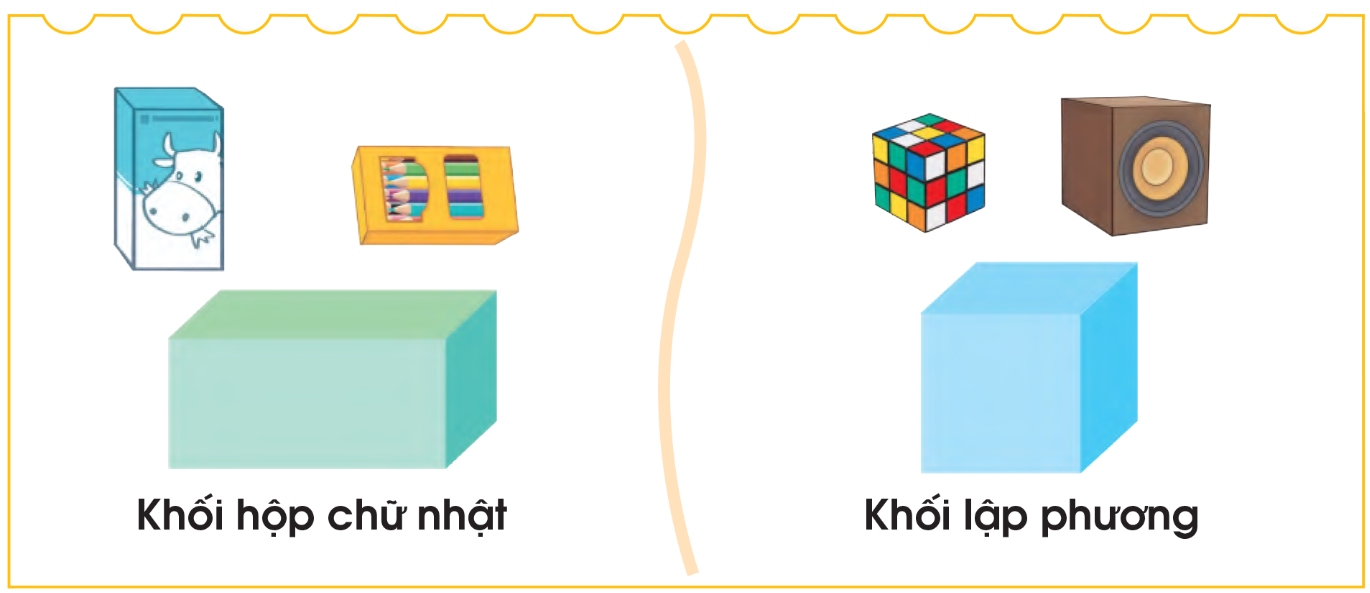 Khối hộp chữ nhật
Khối lập phương